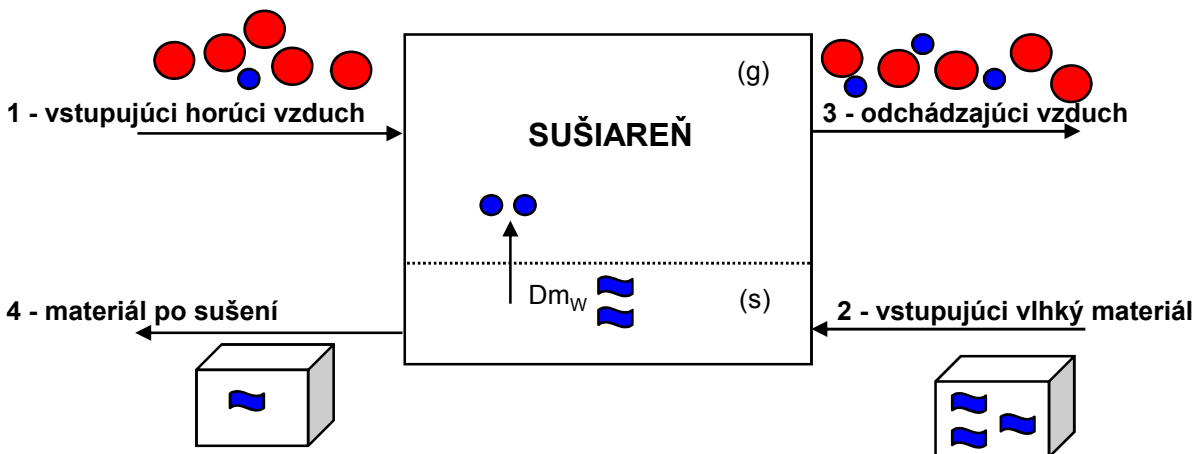 (g)
1 - vstupujúci horúci vzduch
3 - odchádzajúci vzduch
SUŠIAREŇ
Dm_W
(s)
4 - materiál po sušení
2 - vstupujúci vlhký materiál